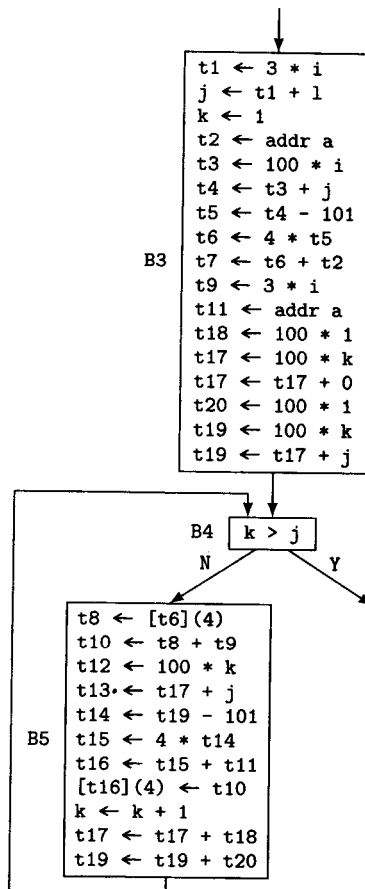 t1 ← 3 * i
j ← t1 + l
k ← 1
t2 ← addr a
t3 ← 100 * i
t4 ← t3 + j
t5 ← t4 - 101
t6 ← 4 * t5
t7 ← t6 + t2
B3
t9 ← 3 * i
t11 ← addr a
t18 ← 100 * 1
t17 ← 100 * k
t17 ← t17 + 0
t20 ← 100 * 1
t19 ← 100 * k
t19 ← t17 + j
B4 k > j
N Y
t8 ← [t6](4)
t10 ← t8 + t9
t12 ← 100 * k
t13 ← t17 + j
t14 ← t19 - 101
B5
t15 ← 4 * t14
t16 ← t15 + t11
[t16](4) ← t10
k ← k + 1
t17 ← t17 + t18
t19 ← t19 + t20